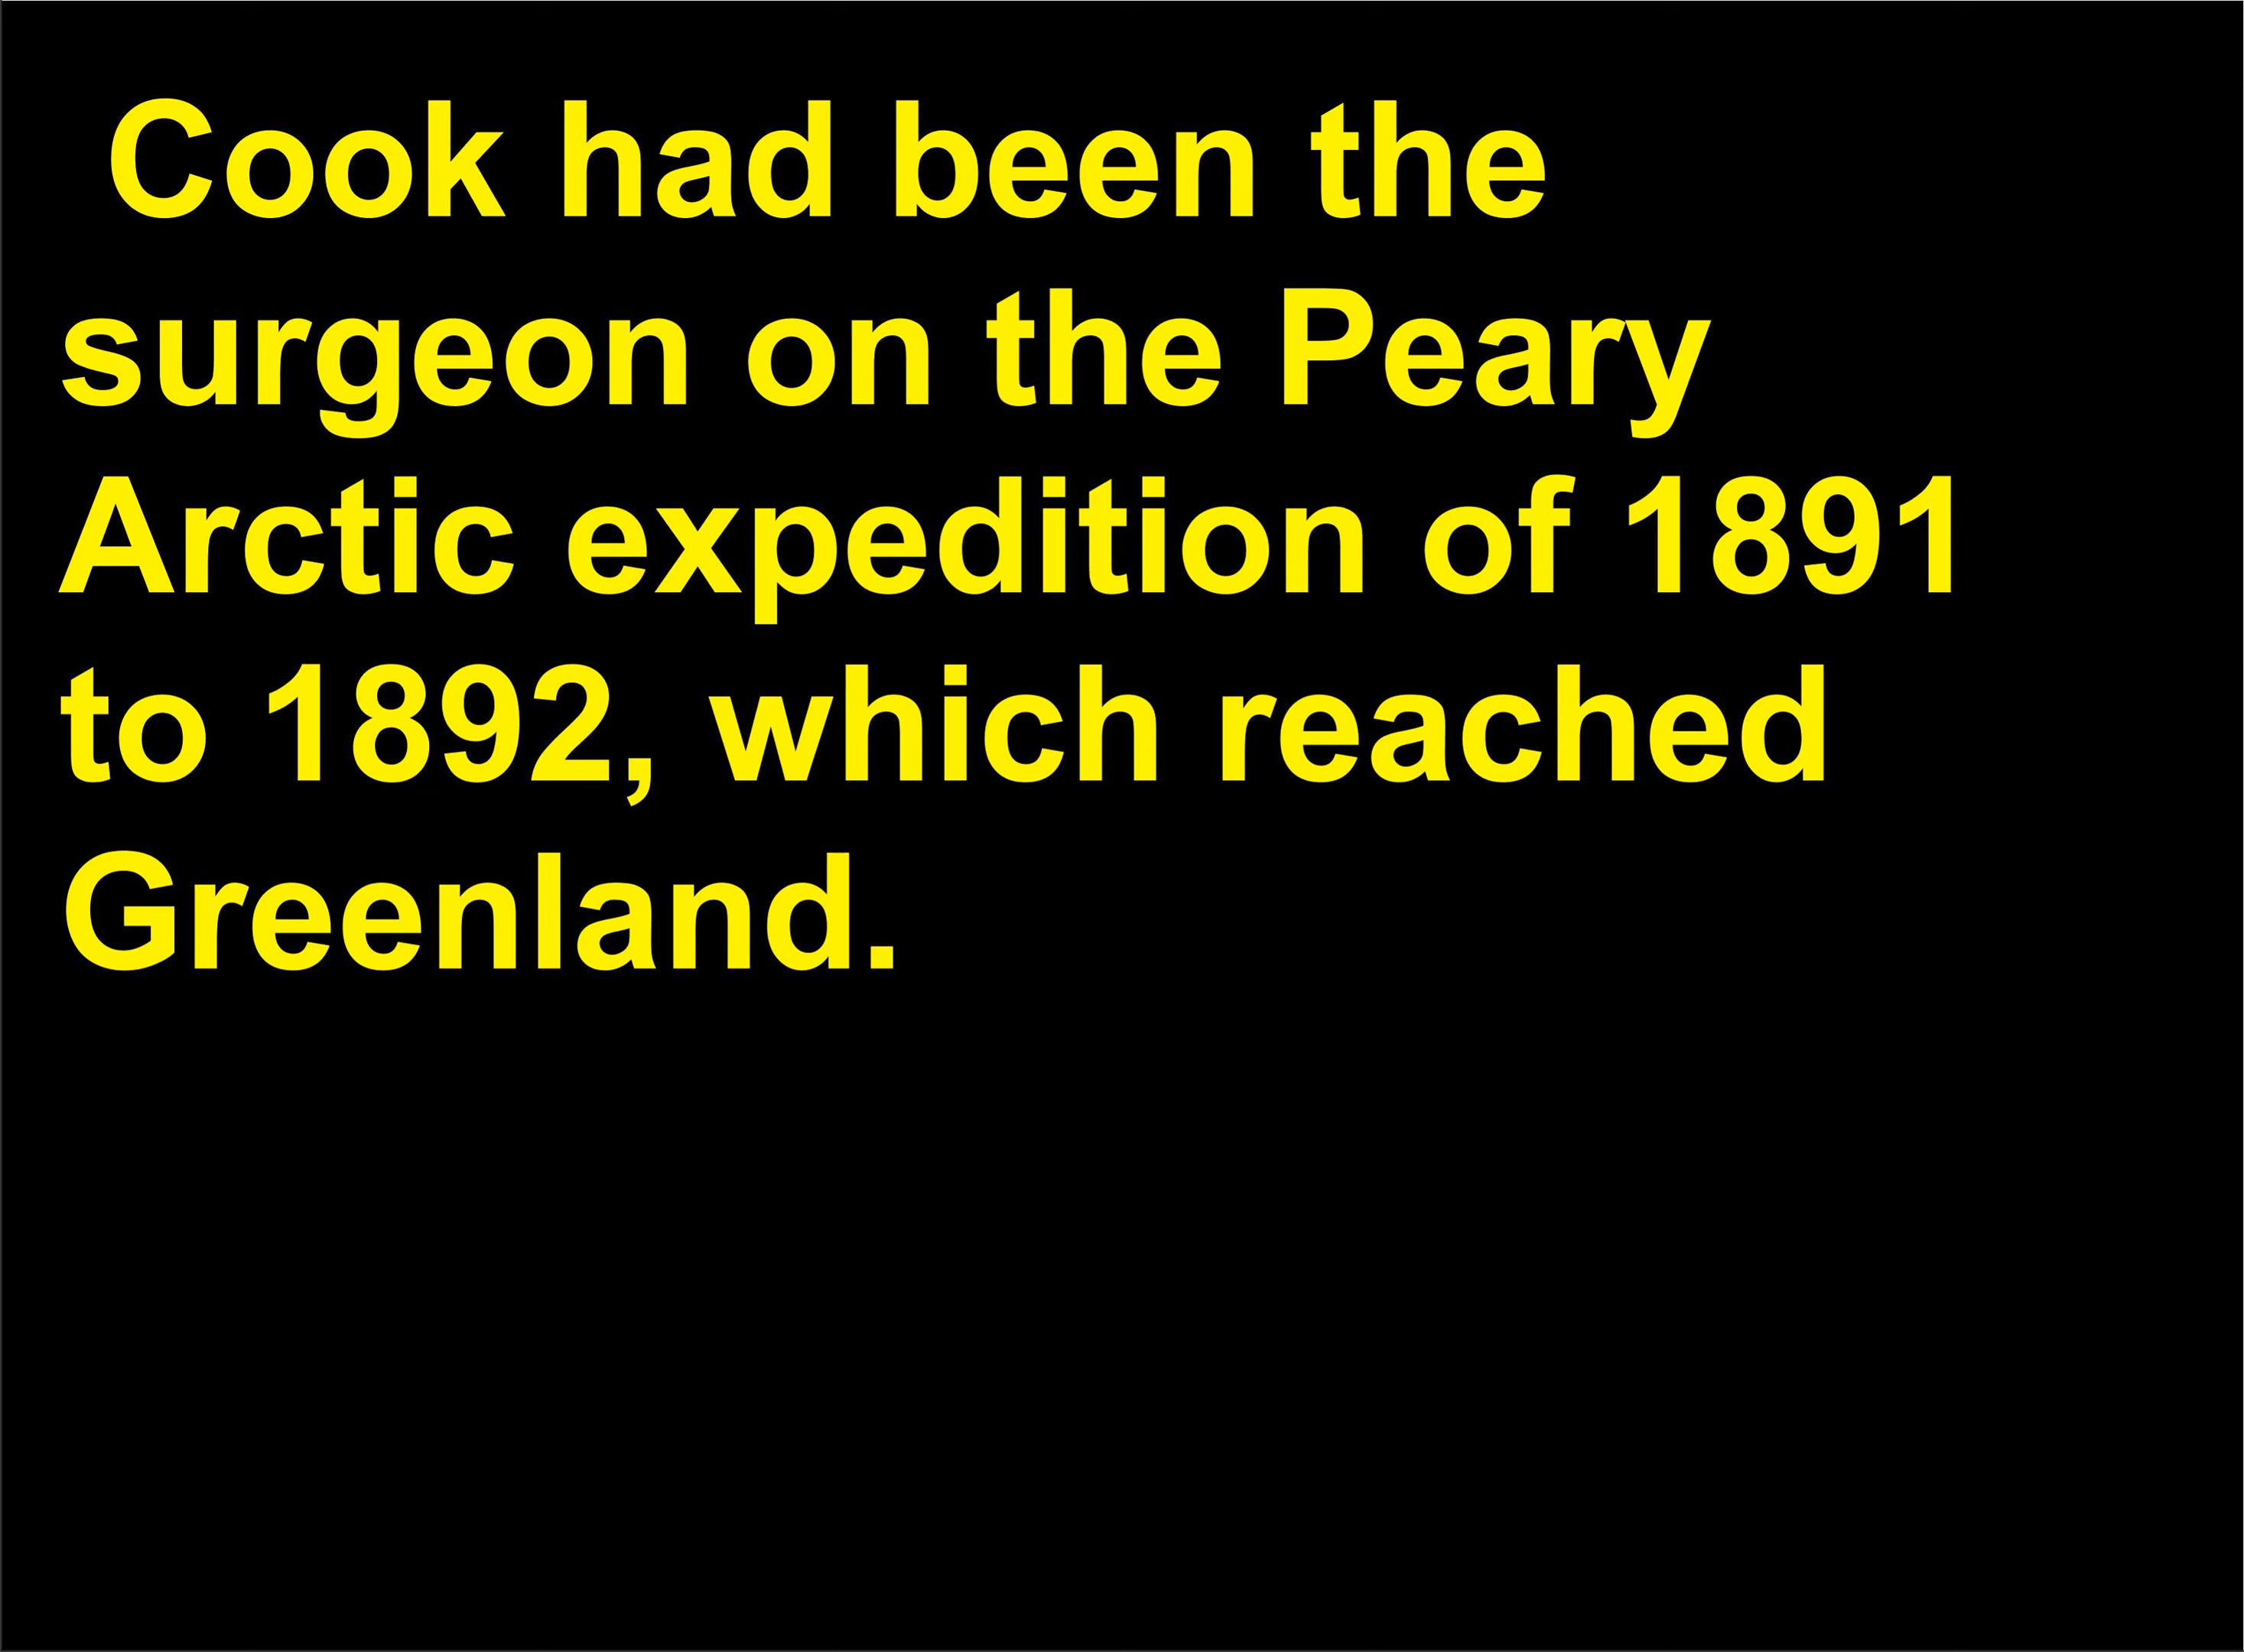 Cook had been the
surgeon on the Peary
Arctic expedition of 1891
to 1892, which reached
Greenland.